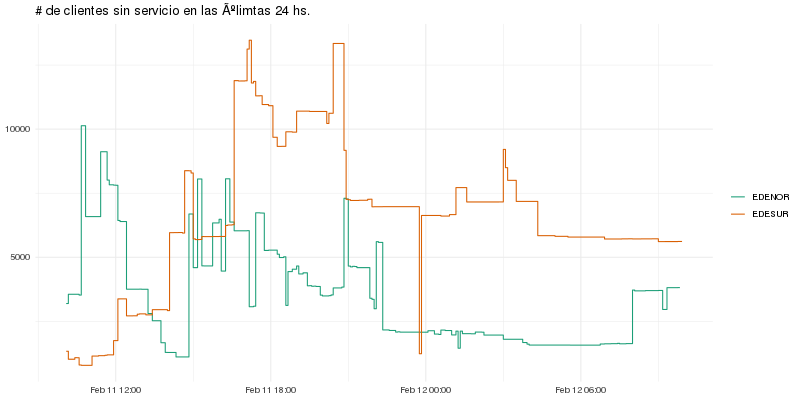 # de clientes sin servicio en las Ãºlimtas 24 hs.
10000
5000
EDENOR
EDESUR
Feb 11 12:00 Feb 11 18:00 Feb 12 00:00 Feb 12 06:00